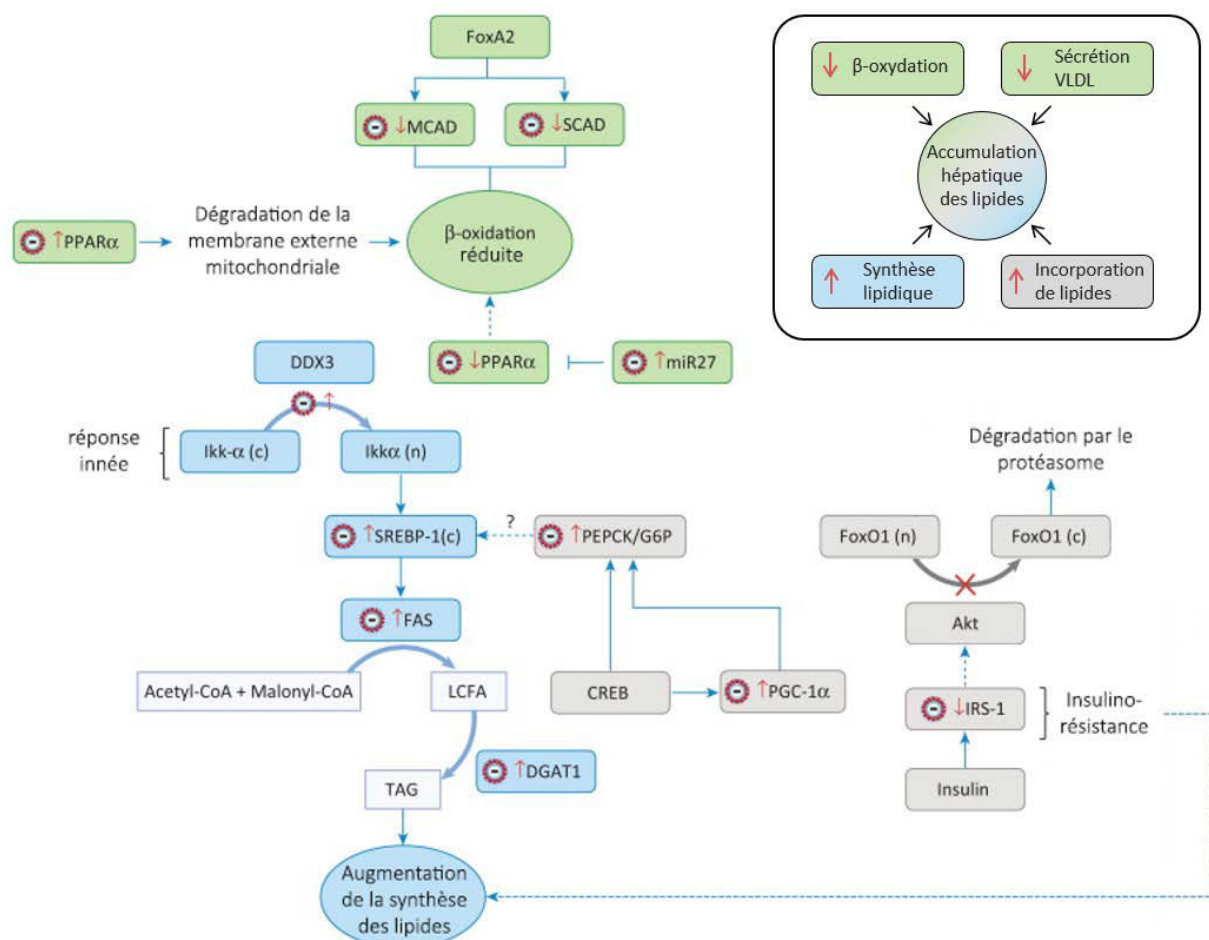 FoxA2
↓MCAD
↓SCAD
↑PPARα
Dégradation de la
membrane externe
mitochondriale
β-oxidation
réduite
↓PPARα
↑miR27
↓ β-oxydation
↓ Sécrétion
VLDL
Accumulation
hépatique
des lipides
↑ Synthèse
lipidique
↑ Incorporation
de lipides
DDX3
↑
réponse
innée
Ikk-α (c)
Ikkα (n)
↑SREBP-1(c)
?
↑PEPCK/G6P
↑FAS
Acetyl-CoA + Malonyl-CoA
LCFA
CREB
↑PGC-1α
↑DGAT1
TAG
Augmentation
de la synthèse
des lipides
Dégradation par le
protéasome
FoxO1 (n)
FoxO1 (c)
Akt
↓IRS-1
Insulino-
résistance
Insulin